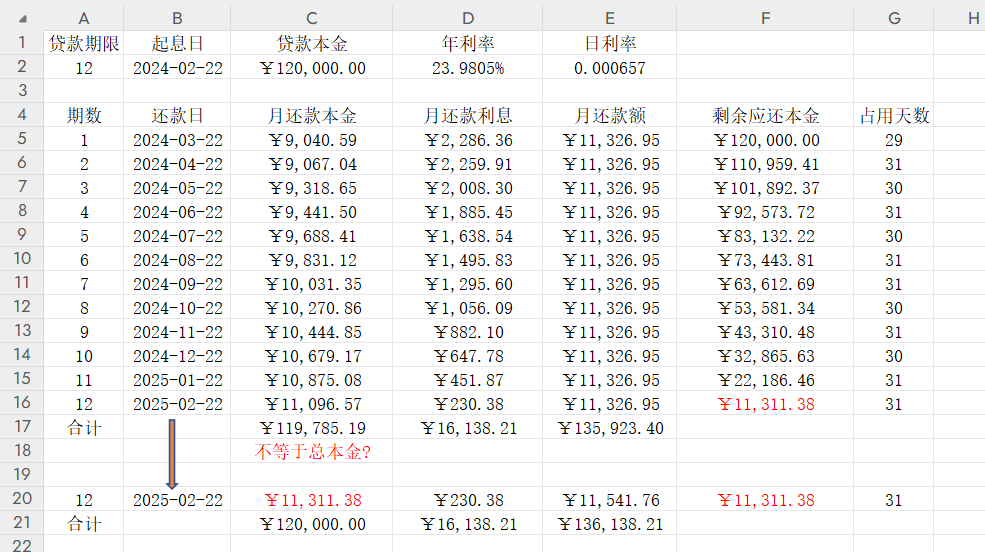 A B C D E F G H
1 贷款期限 起息日 贷款本金 年利率 日利率
2 12 2024-02-22 ￥120,000.00 23.9805% 0.000657
3
4 期数 还款日 月还款本金 月还款利息 月还款额 剩余应还本金 占用天数
5 1 2024-03-22 ￥9,040.59 ￥2,286.36 ￥11,326.95 ￥120,000.00 29
6 2 2024-04-22 ￥9,067.04 ￥2,259.91 ￥11,326.95 ￥110,959.41 31
7 3 2024-05-22 ￥9,318.65 ￥2,008.30 ￥11,326.95 ￥101,892.37 30
8 4 2024-06-22 ￥9,441.50 ￥1,885.45 ￥11,326.95 ￥92,573.72 31
9 5 2024-07-22 ￥9,688.41 ￥1,638.54 ￥11,326.95 ￥83,132.22 30
10 6 2024-08-22 ￥9,831.12 ￥1,495.83 ￥11,326.95 ￥73,443.81 31
11 7 2024-09-22 ￥10,031.35 ￥1,295.60 ￥11,326.95 ￥63,612.69 31
12 8 2024-10-22 ￥10,270.86 ￥1,056.09 ￥11,326.95 ￥53,581.34 30
13 9 2024-11-22 ￥10,444.85 ￥882.10 ￥11,326.95 ￥43,310.48 31
14 10 2024-12-22 ￥10,679.17 ￥647.78 ￥11,326.95 ￥32,865.63 30
15 11 2025-01-22 ￥10,875.08 ￥451.87 ￥11,326.95 ￥22,186.46 31
16 12 2025-02-22 ￥11,096.57 ￥230.38 ￥11,326.95 ￥11,311.38 31
17 合计 ￥119,785.19 ￥16,138.21 ￥135,923.40
18 不等于总本金?
19
20 12 2025-02-22 ￥11,311.38 ￥230.38 ￥11,541.76 ￥11,311.38 31
21 合计 ￥120,000.00 ￥16,138.21 ￥136,138.21
22